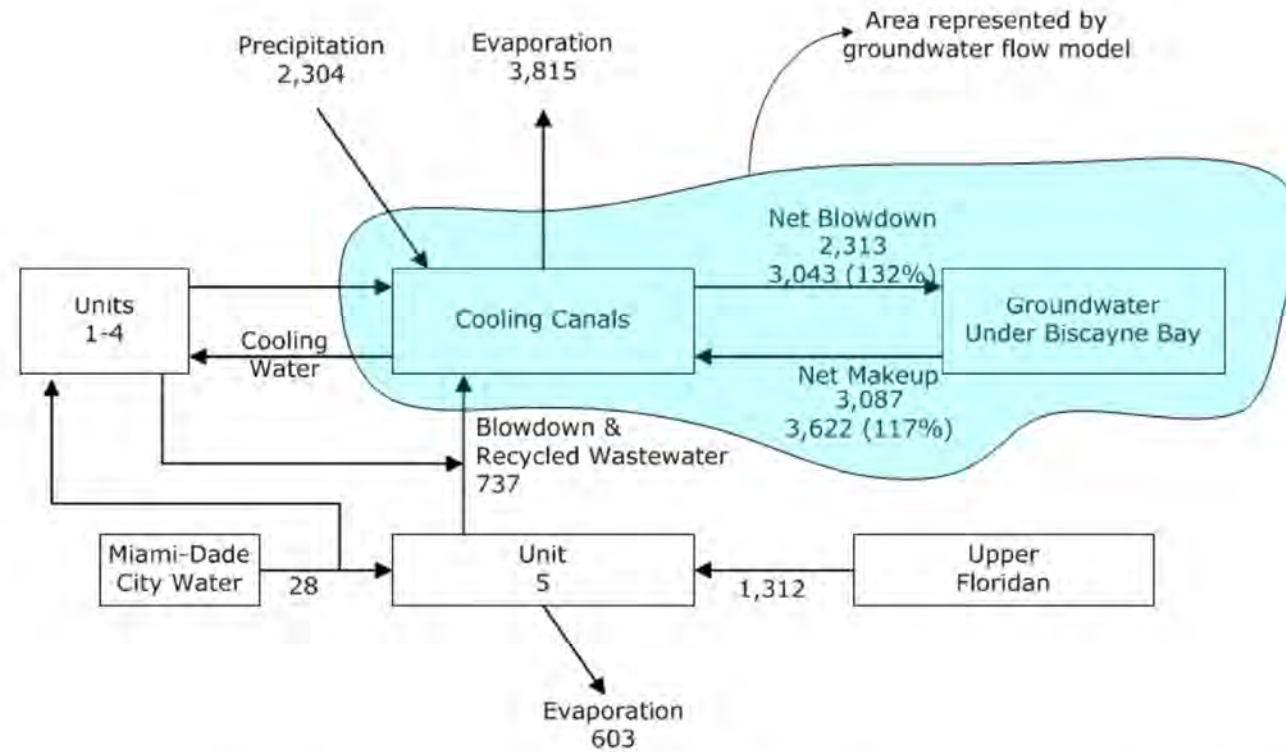 Area represented by
groundwater flow model
Precipitation
2,304
Evaporation
3,815
Net Blowdown
2,313
3,043 (132%)
Units
1-4
Cooling Canals
Groundwater
Under Biscayne Bay
Cooling
Water
Net Makeup
3,087
3,622 (117%)
Blowdown &
Recycled Wastewater
737
Miami-Dade
City Water
28
Unit
5
1,312
Upper
Floridan
Evaporation
603